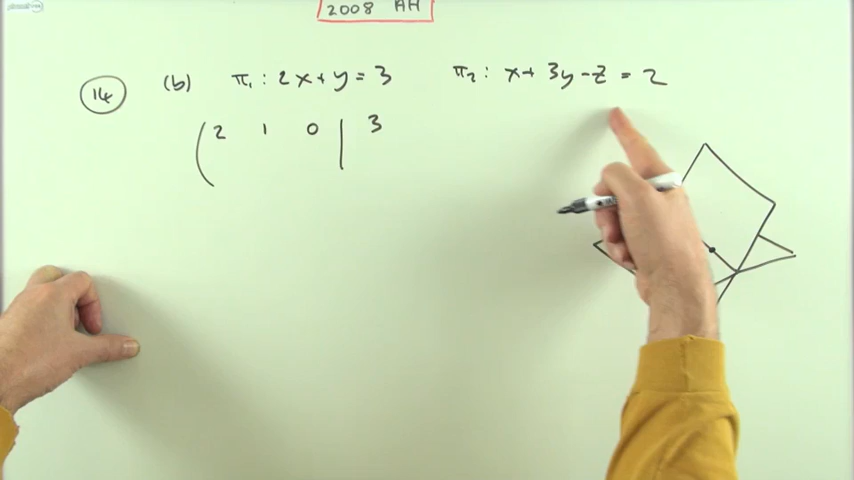 2008 AH
14 (b) π₁ : 2x + y = 3 π₂ : x + 3y - z = 2
( 2 1 0 | 3